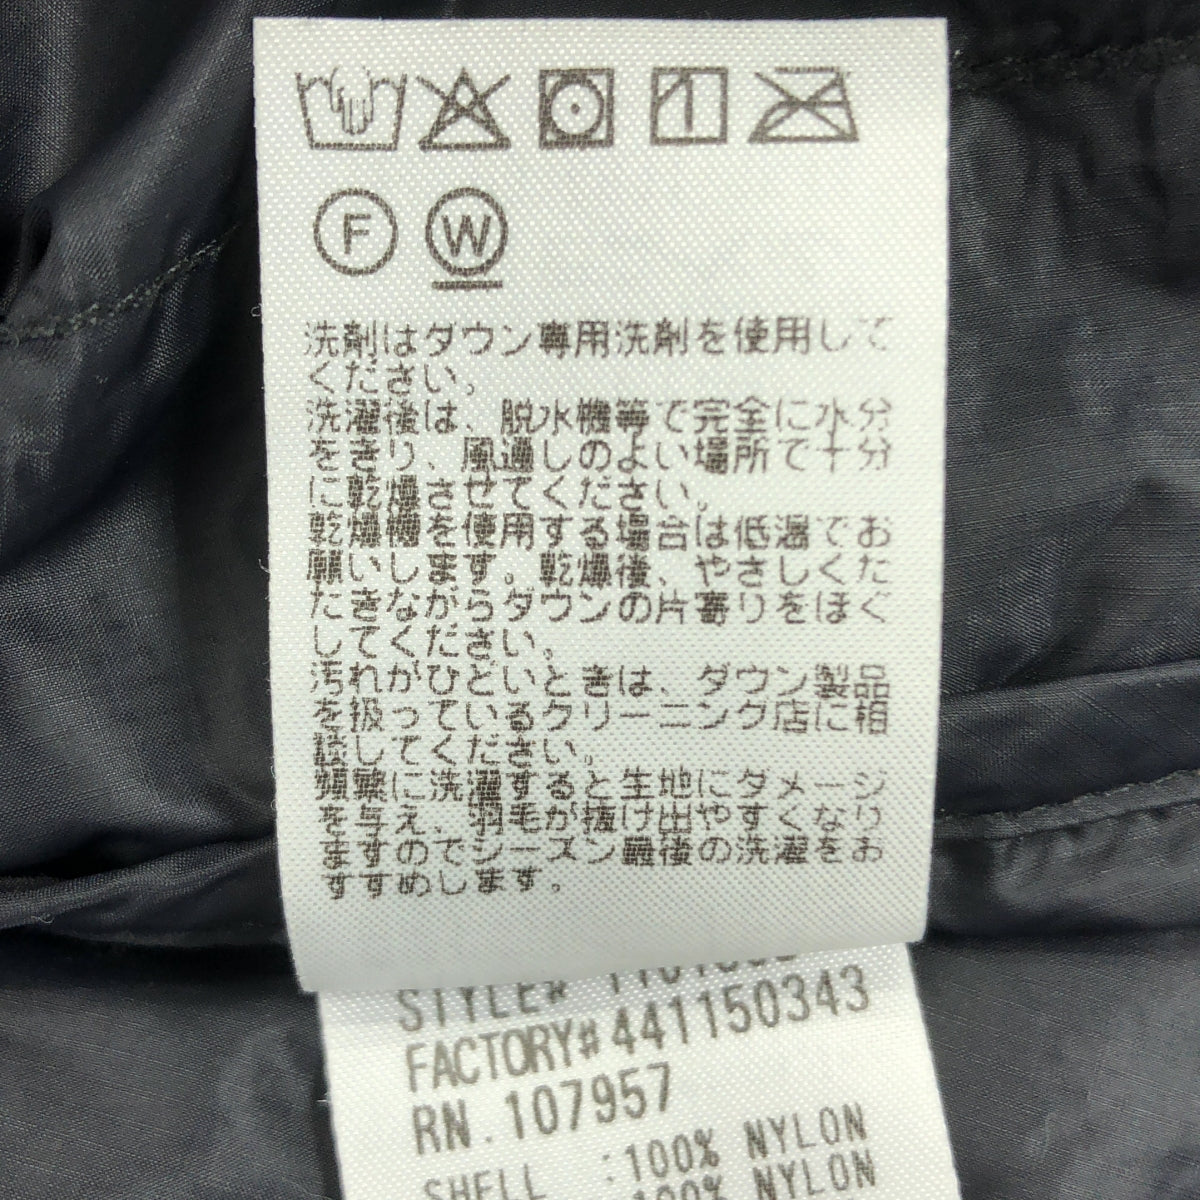 F W
洗剤はダウン専用洗剤を使用して
ください。
洗濯後は、脱水機等で完全に水分
をきり、風通しのよい場所で十分
に乾燥させてください。
乾燥機を使用する場合は低温でお
願いします。乾燥後、やさしくた
たきながらダウンの片寄りをほぐ
してください。
汚れがひどいときは、ダウン製品
を扱っているクリーニング店に相
談してください。
頻繁に洗濯すると生地にダメージ
を与え、羽毛が抜け出やすくなり
ますのでシーズン最後の洗濯をお
すすめします。
STYLE#
FACTORY# 441150343
RN. 107957
SHELL : 100% NYLON
100% NYLON